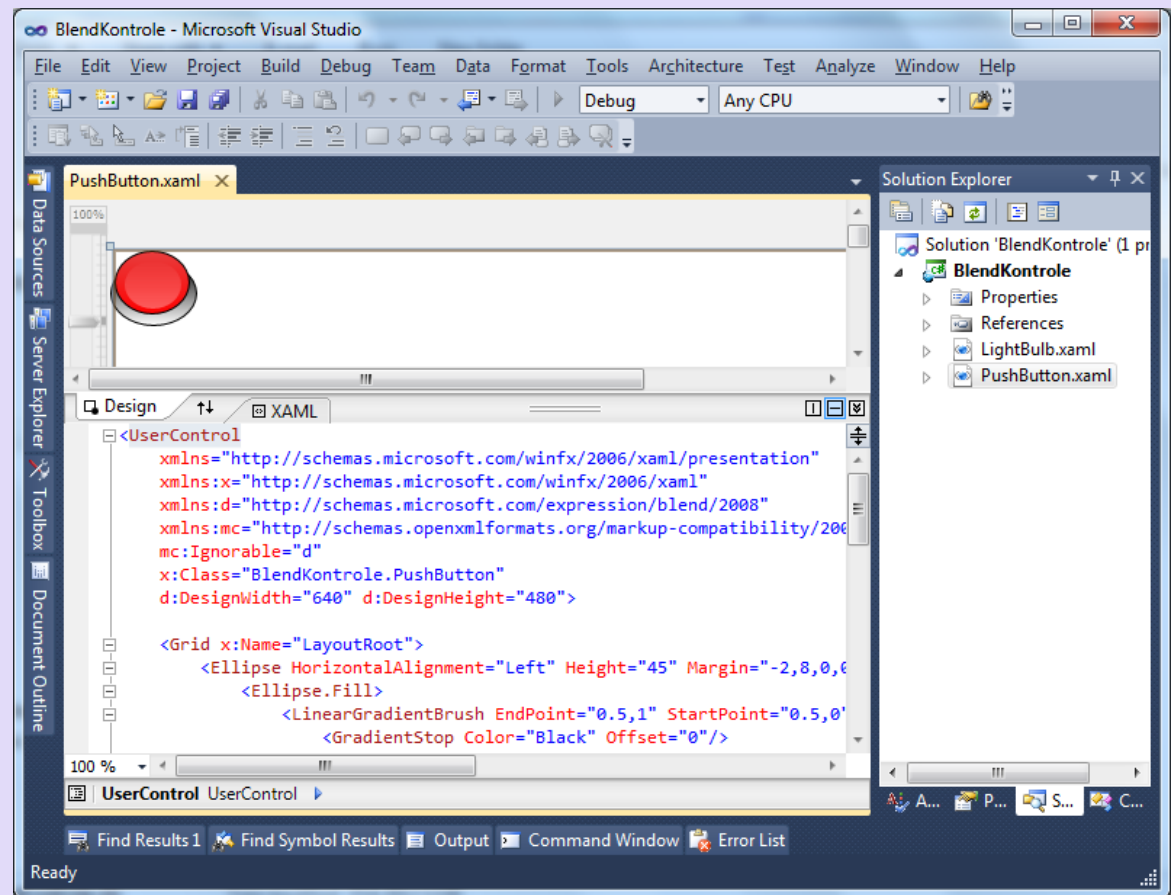 BlendKontrole - Microsoft Visual Studio
File Edit View Project Build Debug Team Data Format Tools Architecture Test Analyze Window Help
Debug Any CPU
PushButton.xaml
100%
Design XAML
<UserControl
xmlns="http://schemas.microsoft.com/winfx/2006/xaml/presentation"
xmlns:x="http://schemas.microsoft.com/winfx/2006/xaml"
xmlns:d="http://schemas.microsoft.com/expression/blend/2008"
xmlns:mc="http://schemas.openxmlformats.org/markup-compatibility/200
mc:Ignorable="d"
x:Class="BlendKontrole.PushButton"
d:DesignWidth="640" d:DesignHeight="480">
<Grid x:Name="LayoutRoot">
<Ellipse HorizontalAlignment="Left" Height="45" Margin="-2,8,0,0
<Ellipse.Fill>
<LinearGradientBrush EndPoint="0.5,1" StartPoint="0.5,0"
<GradientStop Color="Black" Offset="0"/>
100 %
UserControl UserControl
Data Sources
Server Explorer
Toolbox
Document Outline
Solution Explorer
Solution 'BlendKontrole' (1 pr
BlendKontrole
Properties
References
LightBulb.xaml
PushButton.xaml
A... P... S... C...
Find Results 1 Find Symbol Results Output Command Window Error List
Ready